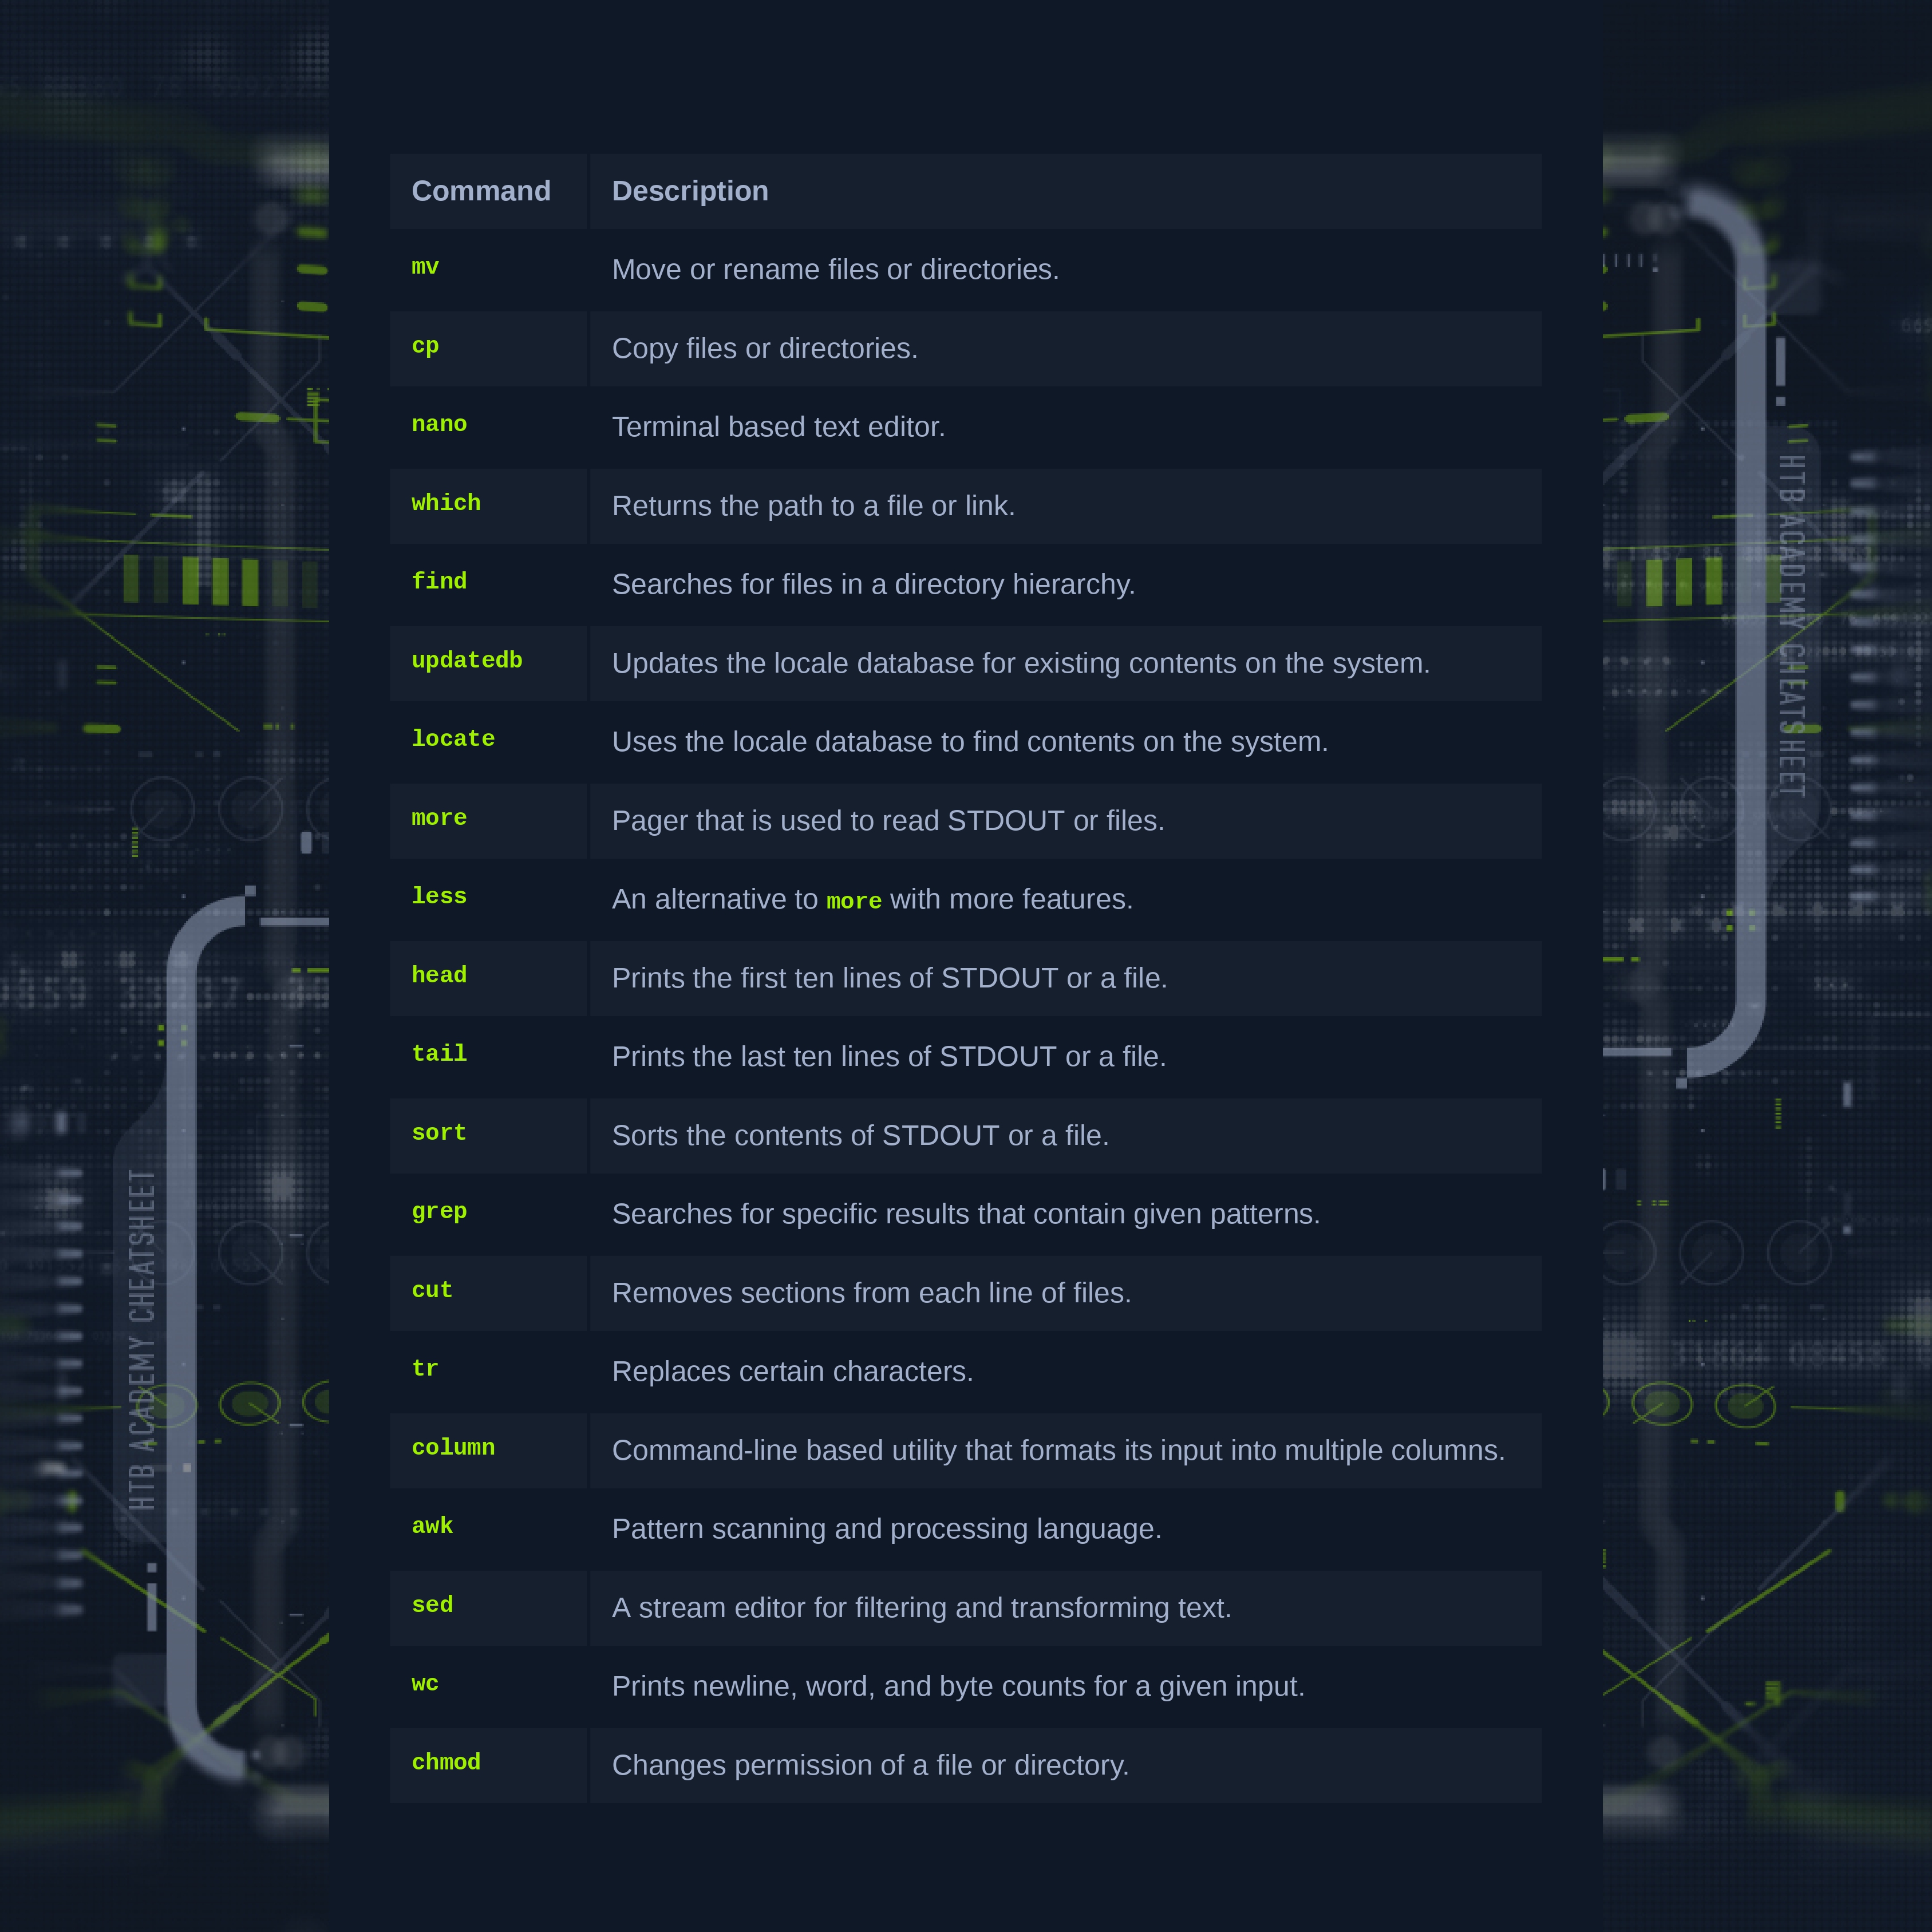 Command Description
mv Move or rename files or directories.
cp Copy files or directories.
nano Terminal based text editor.
which Returns the path to a file or link.
find Searches for files in a directory hierarchy.
updatedb Updates the locale database for existing contents on the system.
locate Uses the locale database to find contents on the system.
more Pager that is used to read STDOUT or files.
less An alternative to more with more features.
head Prints the first ten lines of STDOUT or a file.
tail Prints the last ten lines of STDOUT or a file.
sort Sorts the contents of STDOUT or a file.
grep Searches for specific results that contain given patterns.
cut Removes sections from each line of files.
tr Replaces certain characters.
column Command-line based utility that formats its input into multiple columns.
awk Pattern scanning and processing language.
sed A stream editor for filtering and transforming text.
wc Prints newline, word, and byte counts for a given input.
chmod Changes permission of a file or directory.
HTB ACADEMY CHEATSHEET
HTB ACADEMY CHEATSHEET